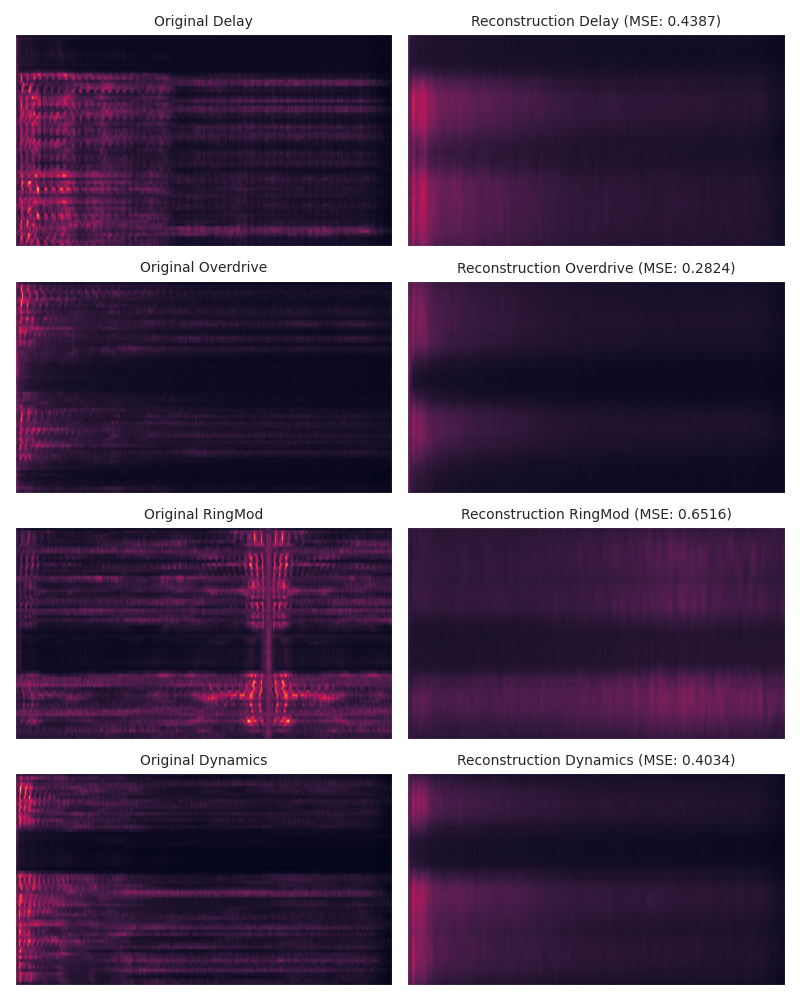 Original Delay
Reconstruction Delay (MSE: 0.4387)
Original Overdrive
Reconstruction Overdrive (MSE: 0.2824)
Original RingMod
Reconstruction RingMod (MSE: 0.6516)
Original Dynamics
Reconstruction Dynamics (MSE: 0.4034)